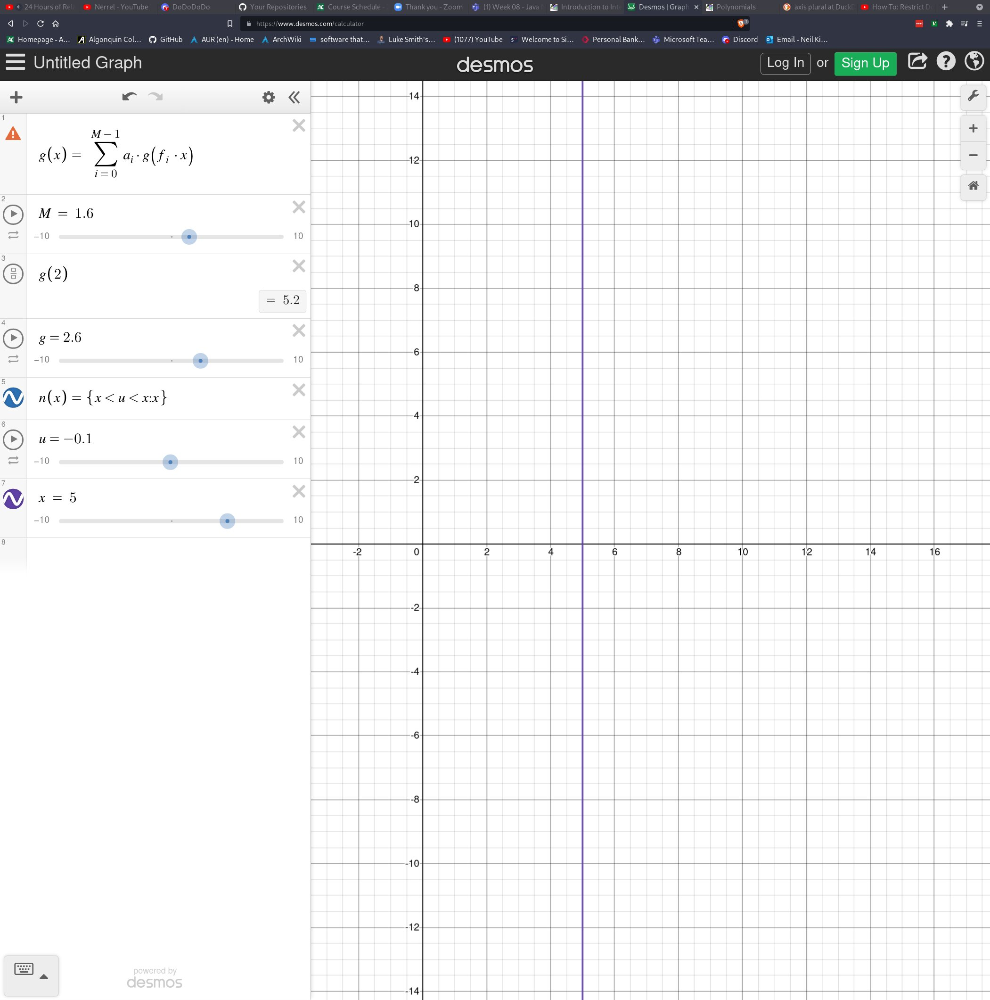 24 Hours of Rel
Nerrel - YouTube
DoDoDoDo
Your Repositories
Course Schedule -
Thank you - Zoom
(1) Week 08 - Java
Introduction to Int
Desmos | Graph
Polynomials
axis plural at Duck
How To: Restrict D
https://www.desmos.com/calculator
Homepage - A...
Algonquin Col...
GitHub
AUR (en) - Home
ArchWiki
software that...
Luke Smith's...
(1077) YouTube
Welcome to Si...
Personal Bank...
Microsoft Tea...
Discord
Email - Neil Ki...
Untitled Graph
desmos
Log In or Sign Up
1
g(x) = ∑_{i=0}^{M-1} a_i · g(f_i · x)
2
M = 1.6
-10 10
3
g(2)
= 5.2
4
g = 2.6
-10 10
5
n(x) = {x < u < x:x}
6
u = -0.1
-10 10
7
x = 5
-10 10
8
powered by
desmos
14
12
10
8
6
4
2
-2 0 2 4 6 8 10 12 14 16
-2
-4
-6
-8
-10
-12
-14